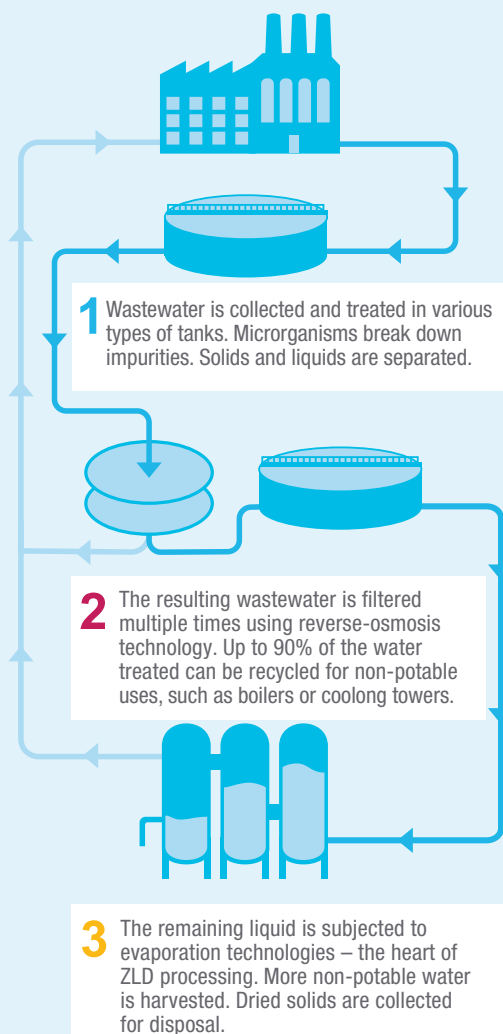 1 Wastewater is collected and treated in various
types of tanks. Microrganisms break down
impurities. Solids and liquids are separated.
2 The resulting wastewater is filtered
multiple times using reverse-osmosis
technology. Up to 90% of the water
treated can be recycled for non-potable
uses, such as boilers or coolong towers.
3 The remaining liquid is subjected to
evaporation technologies – the heart of
ZLD processing. More non-potable water
is harvested. Dried solids are collected
for disposal.